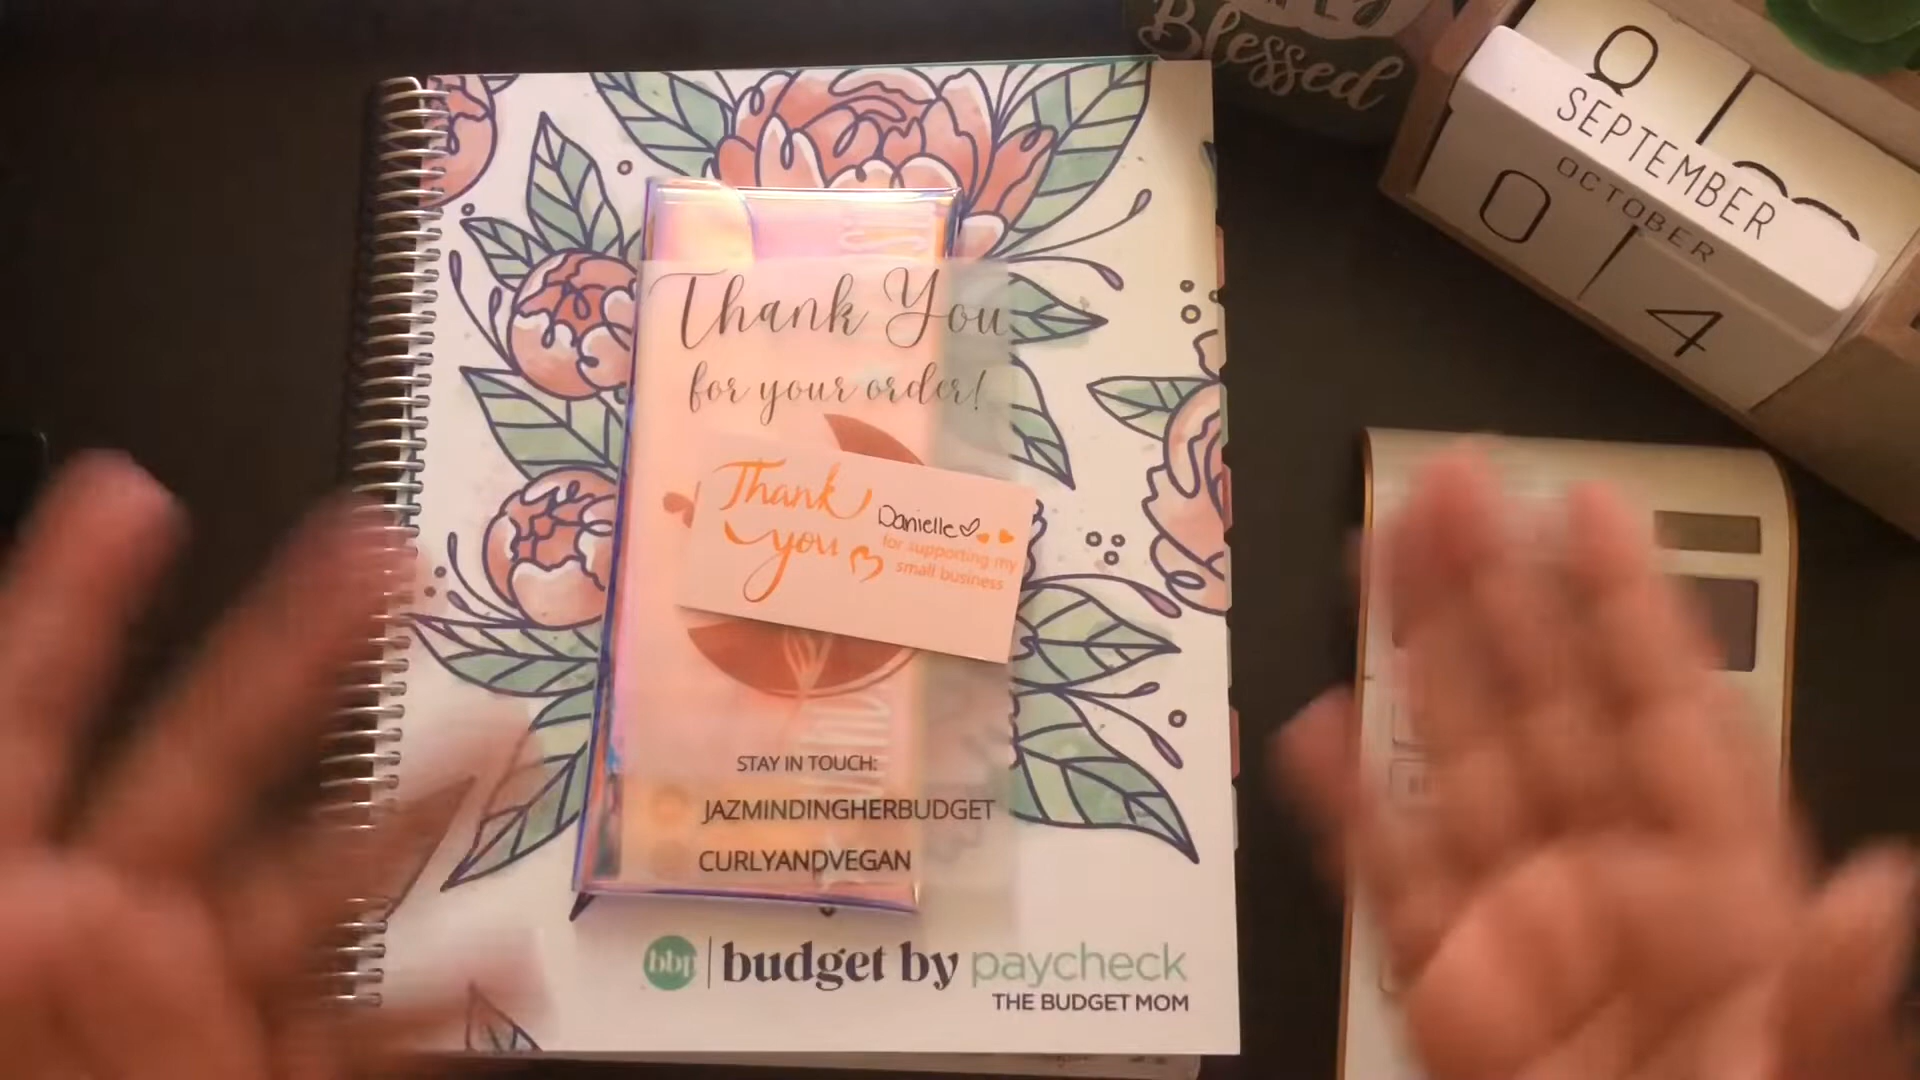 Blessed
SEPTEMBER
OCTOBER
0
4
Thank You
for your order!
Thank
you
Danielle
for supporting my
small business
STAY IN TOUCH:
JAZMINDINGHERBUDGET
CURLYANDVEGAN
bbp
budget by paycheck
THE BUDGET MOM